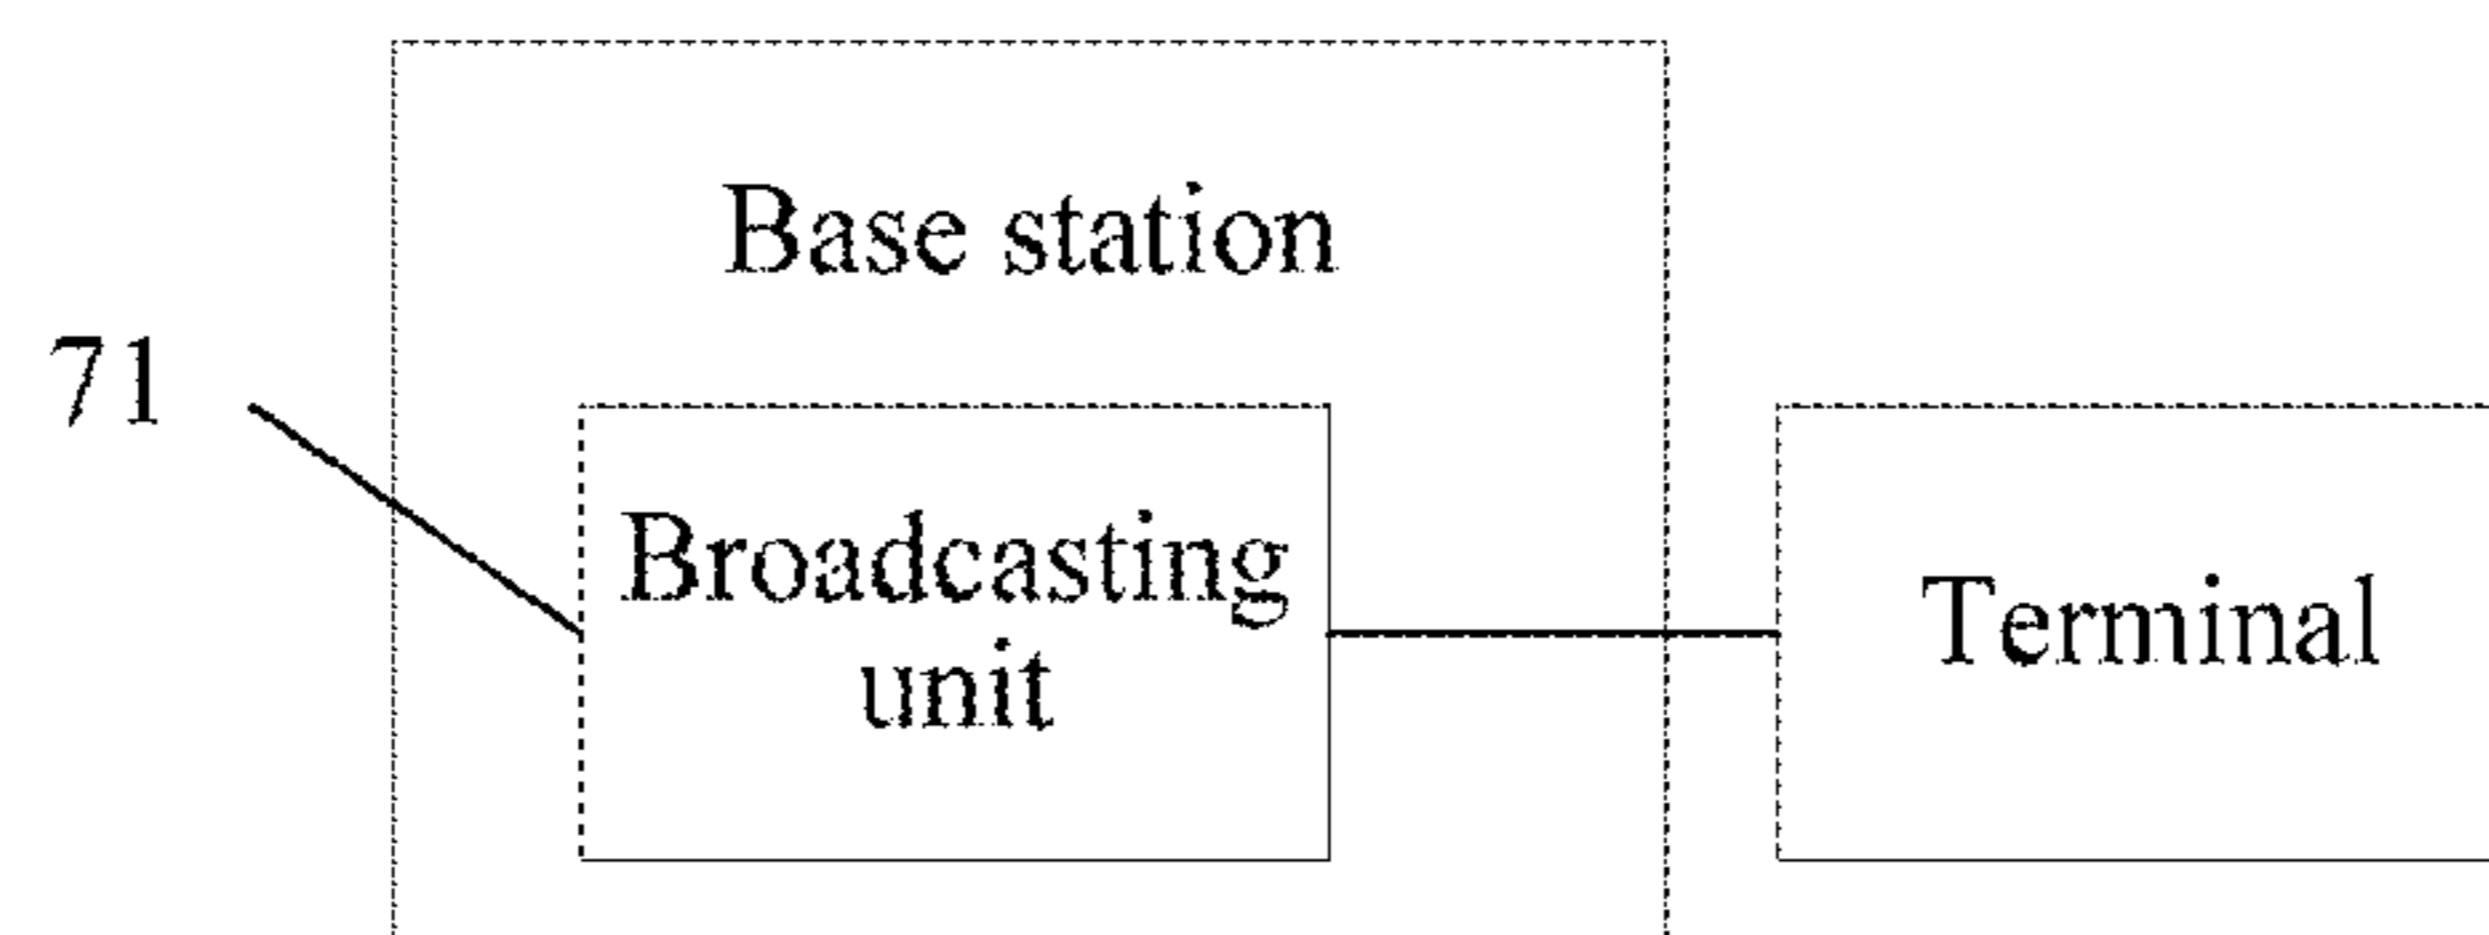 Base station
71
Broadcasting
unit
Terminal